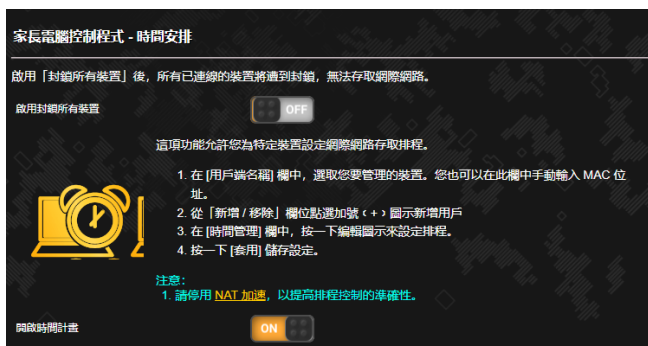 家長電腦控制程式 - 時間安排
啟用「封鎖所有裝置」後，所有已連線的裝置將遭到封鎖，無法存取網際網路。
啟用封鎖所有裝置
OFF
這項功能允許您為特定裝置設定網際網路存取排程。
1. 在 [用戶端名稱] 欄中，選取您要管理的裝置。您也可以在此欄中手動輸入 MAC 位
址。
2. 從「新增 / 移除」欄位點選加號（+）圖示新增用戶
3. 在 [時間管理] 欄中，按一下編輯圖示來設定排程。
4. 按一下 [套用] 儲存設定。
注意：
1. 請停用 NAT 加速，以提高排程控制的準確性。
開啟時間計畫
ON